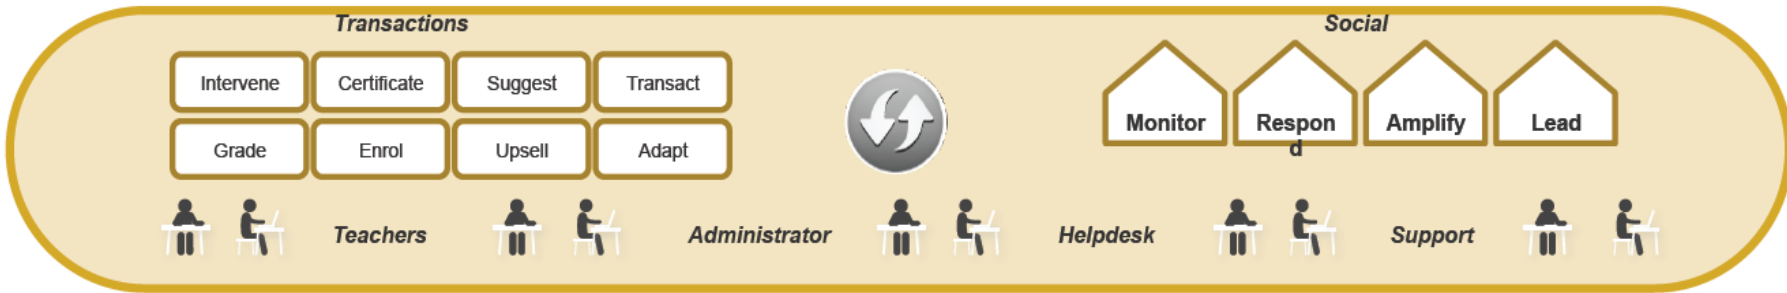 Transactions
Social
Intervene Certificate Suggest Transact
Grade Enrol Upsell Adapt
Monitor Respon Amplify Lead
d
Teachers Administrator Helpdesk Support